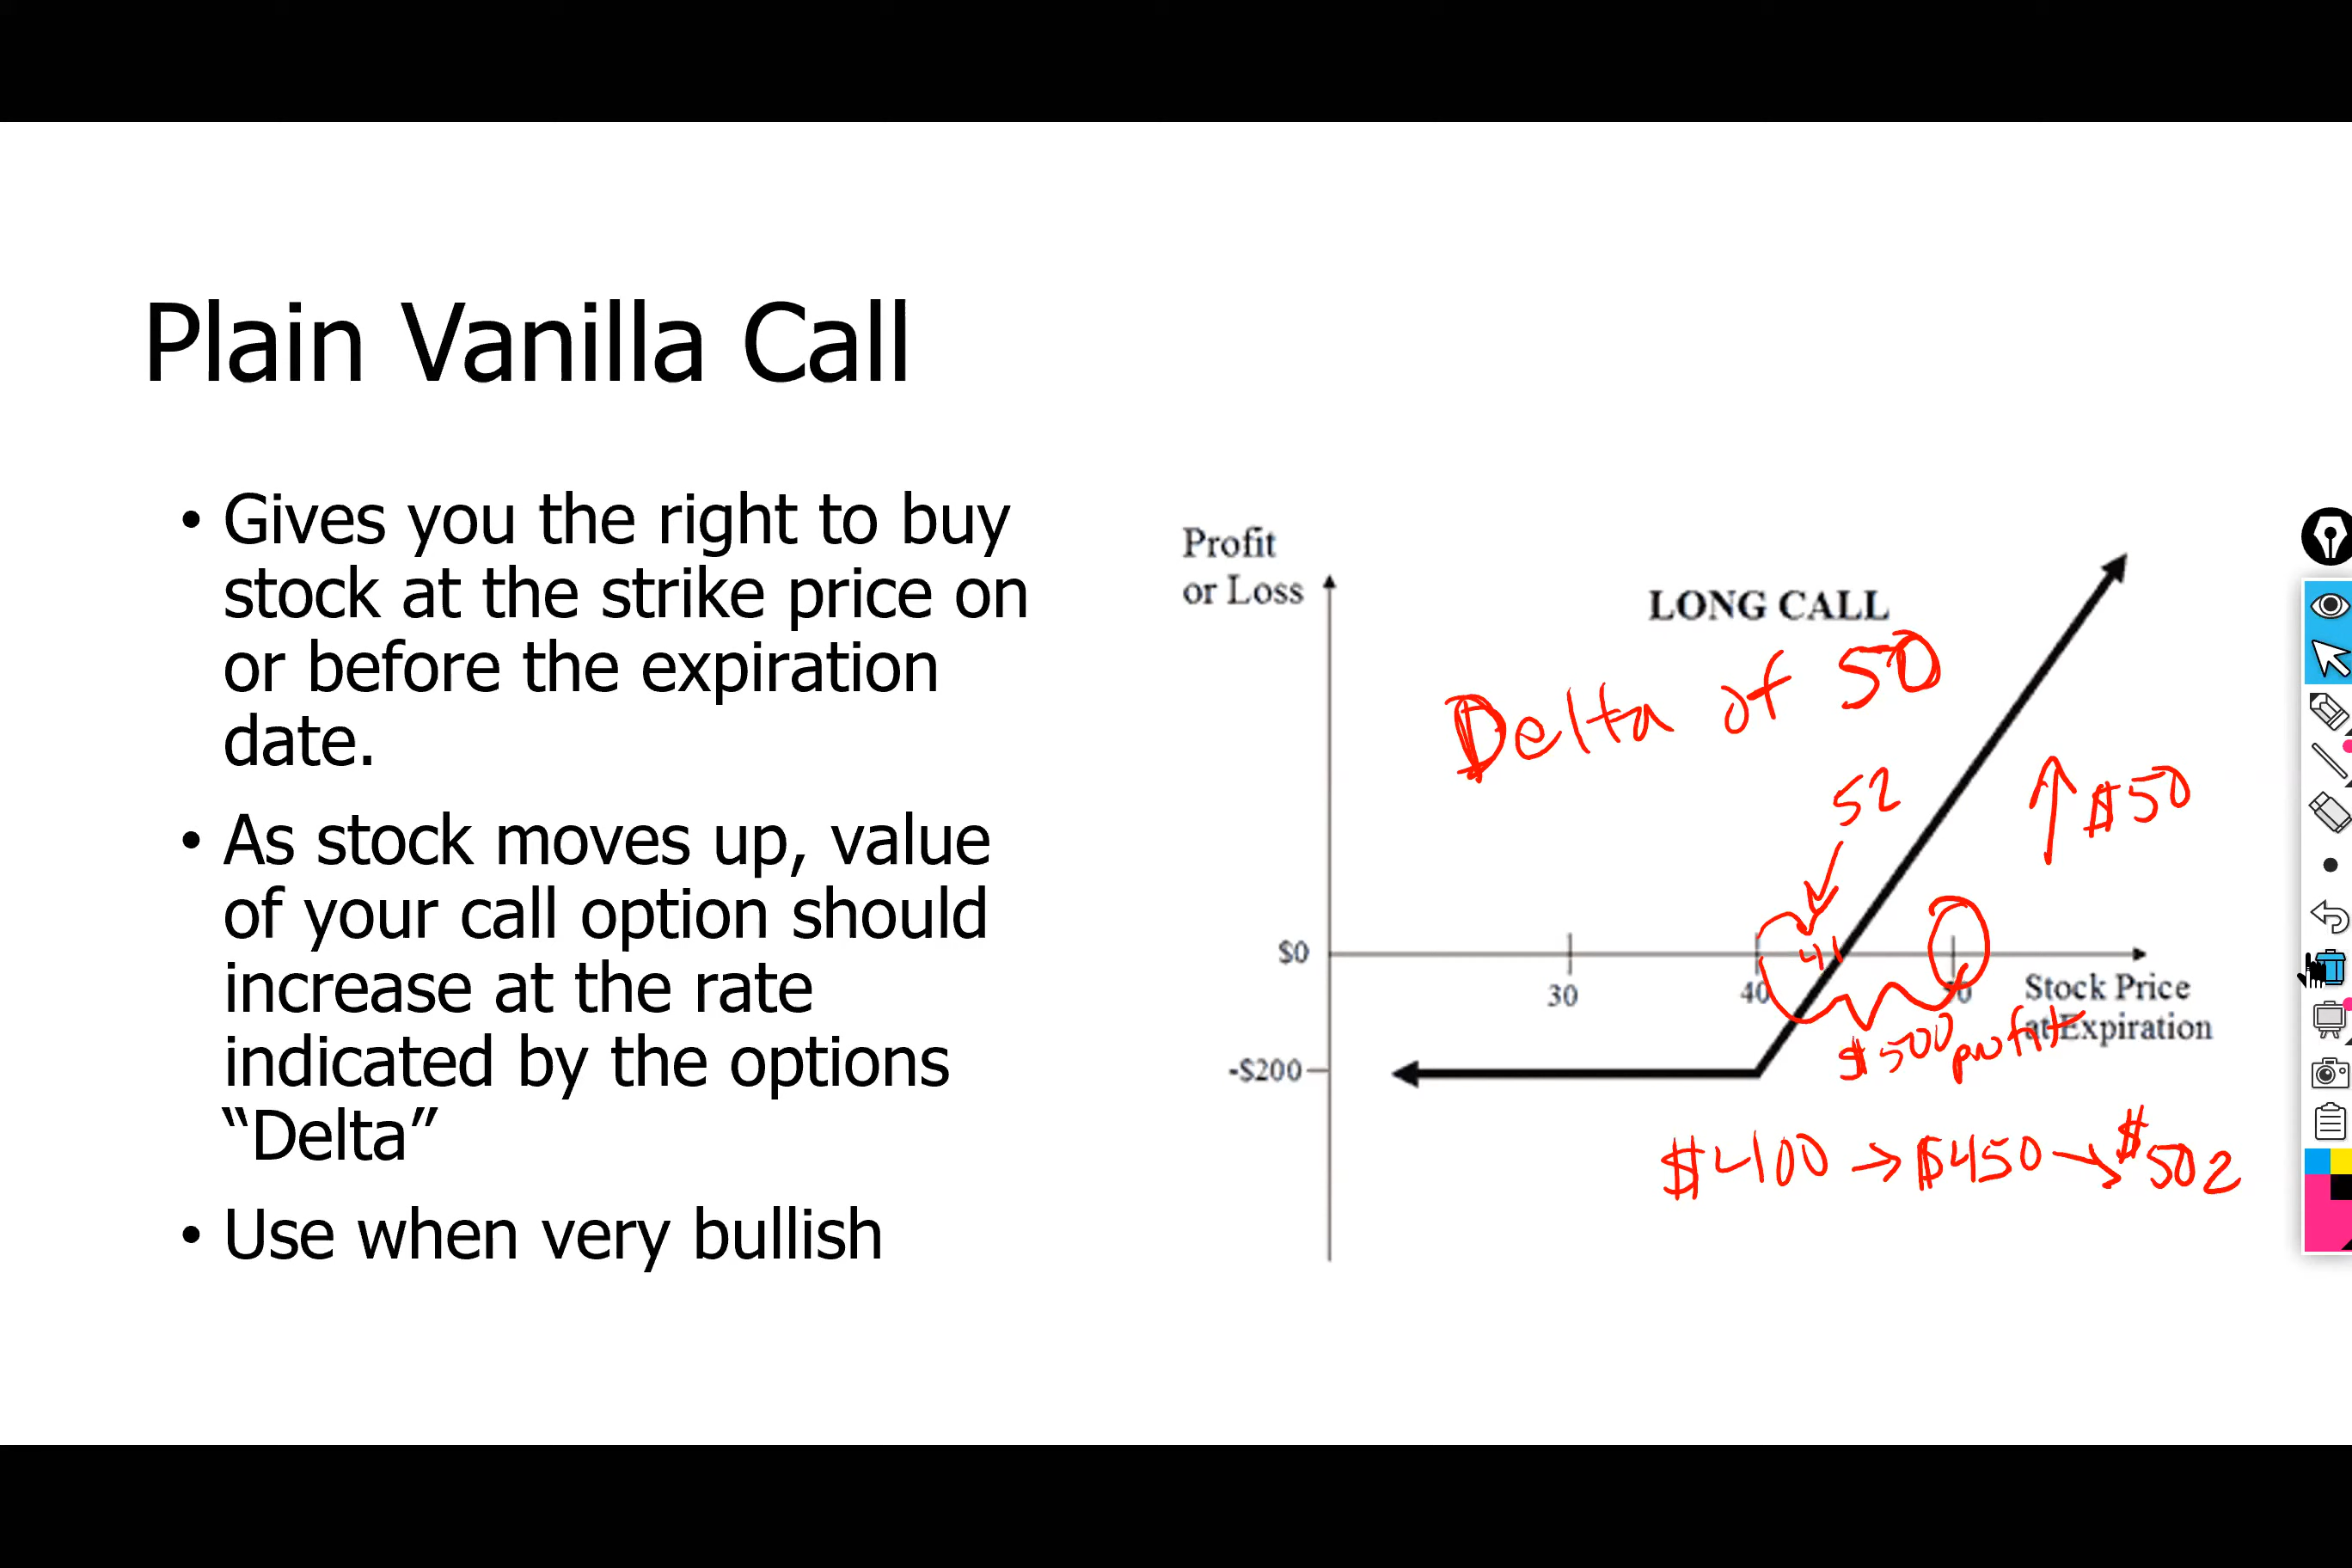 Plain Vanilla Call
• Gives you the right to buy
stock at the strike price on
or before the expiration
date.
• As stock moves up, value
of your call option should
increase at the rate
indicated by the options
“Delta”
• Use when very bullish
Profit
or Loss
LONG CALL
Delta of 50
52
↑ $50
$0
41
30
40
50
Stock Price
at Expiration
$500 profit
-$200
$400 → $450 → $502